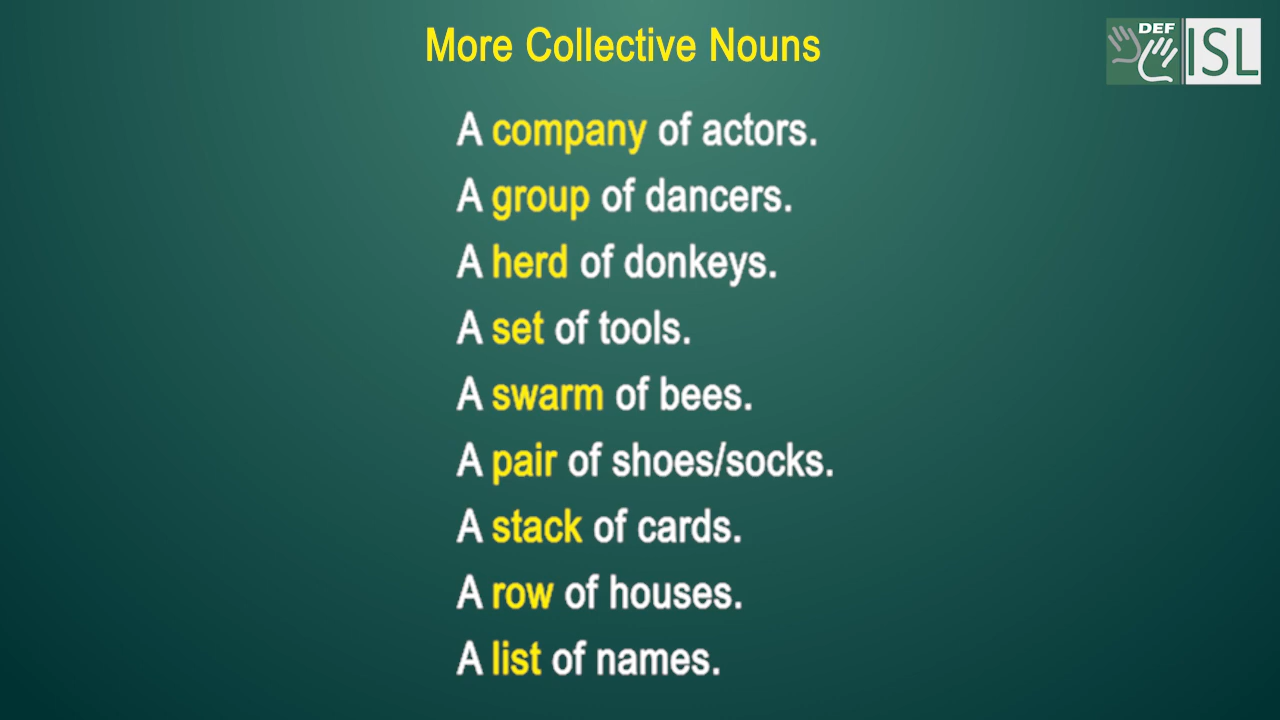 More Collective Nouns
DEF
ISL
A company of actors.
A group of dancers.
A herd of donkeys.
A set of tools.
A swarm of bees.
A pair of shoes/socks.
A stack of cards.
A row of houses.
A list of names.